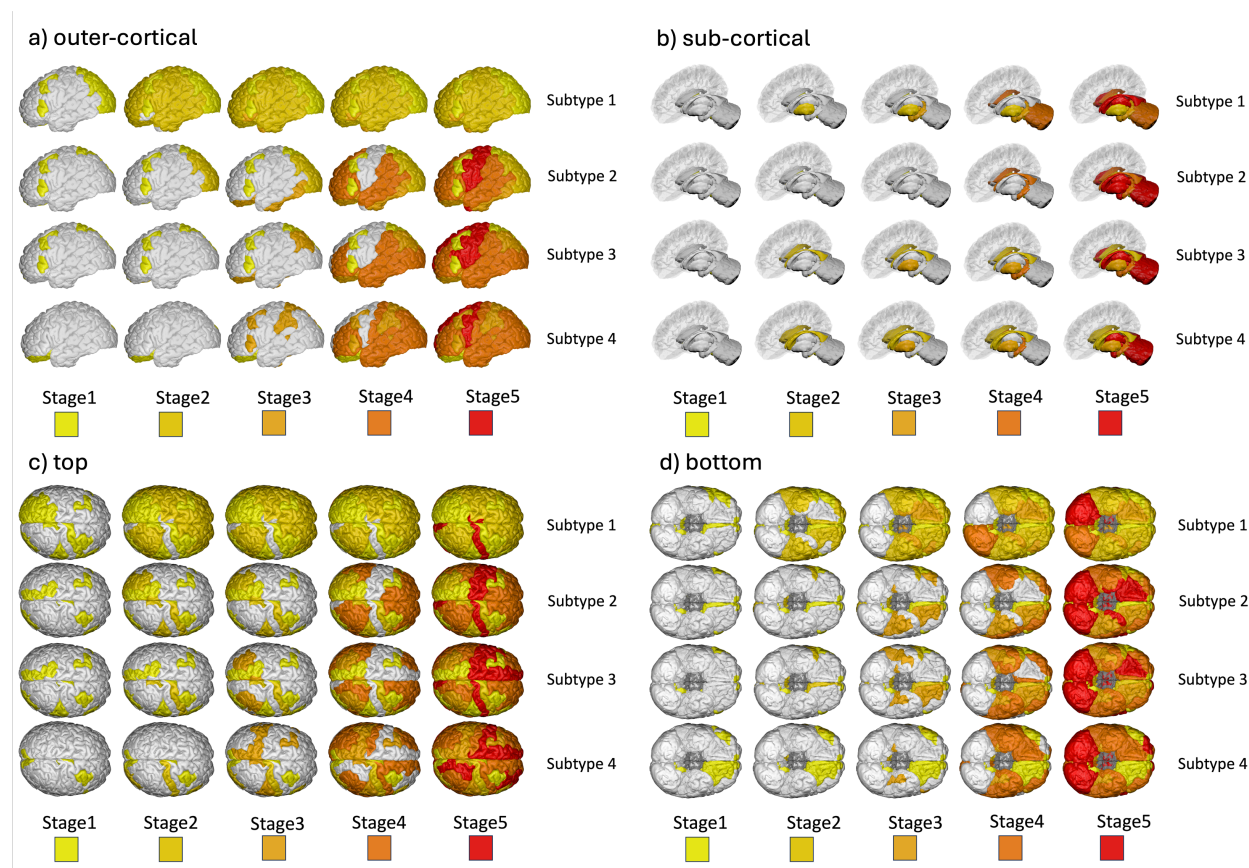 a) outer-cortical
Subtype 1
Subtype 2
Subtype 3
Subtype 4
Stage1 Stage2 Stage3 Stage4 Stage5
b) sub-cortical
Subtype 1
Subtype 2
Subtype 3
Subtype 4
Stage1 Stage2 Stage3 Stage4 Stage5
c) top
Subtype 1
Subtype 2
Subtype 3
Subtype 4
Stage1 Stage2 Stage3 Stage4 Stage5
d) bottom
Subtype 1
Subtype 2
Subtype 3
Subtype 4
Stage1 Stage2 Stage3 Stage4 Stage5